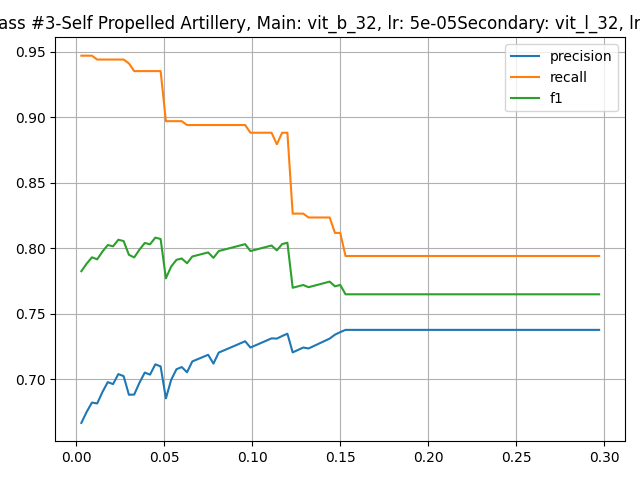 ass #3-Self Propelled Artillery, Main: vit_b_32, lr: 5e-05Secondary: vit_l_32, lr
precision
recall
f1
0.95
0.90
0.85
0.80
0.75
0.70
0.00 0.05 0.10 0.15 0.20 0.25 0.30